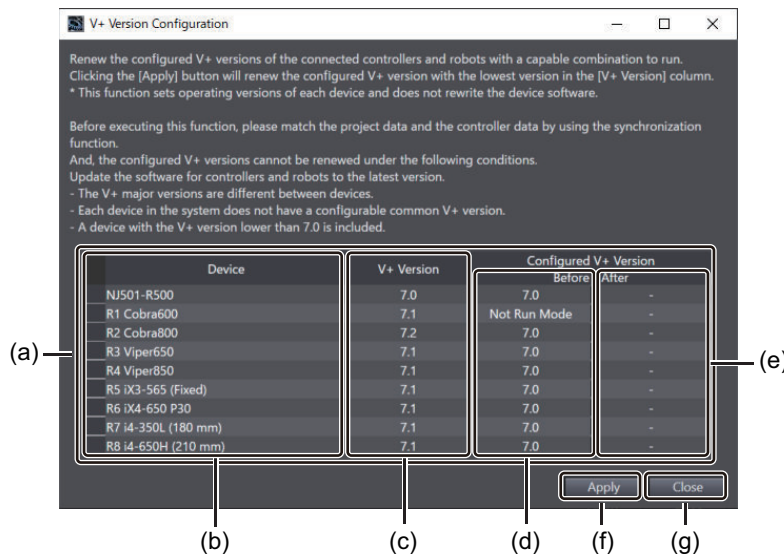 V+ Version Configuration
Renew the configured V+ versions of the connected controllers and robots with a capable combination to run.
Clicking the [Apply] button will renew the configured V+ version with the lowest version in the [V+ Version] column.
* This function sets operating versions of each device and does not rewrite the device software.
Before executing this function, please match the project data and the controller data by using the synchronization
function.
And, the configured V+ versions cannot be renewed under the following conditions.
Update the software for controllers and robots to the latest version.
- The V+ major versions are different between devices.
- Each device in the system does not have a configurable common V+ version.
- A device with the V+ version lower than 7.0 is included.
Device V+ Version Configured V+ Version
Before After
NJ501-R500 7.0 7.0 -
R1 Cobra600 7.1 Not Run Mode -
R2 Cobra800 7.2 7.0 -
R3 Viper650 7.1 7.0 -
R4 Viper850 7.1 7.0 -
R5 iX3-565 (Fixed) 7.1 7.0 -
R6 iX4-650 P30 7.1 7.0 -
R7 i4-350L (180 mm) 7.1 7.0 -
R8 i4-650H (210 mm) 7.1 7.0 -
(a) (e)
Apply Close
(b) (c) (d) (f) (g)